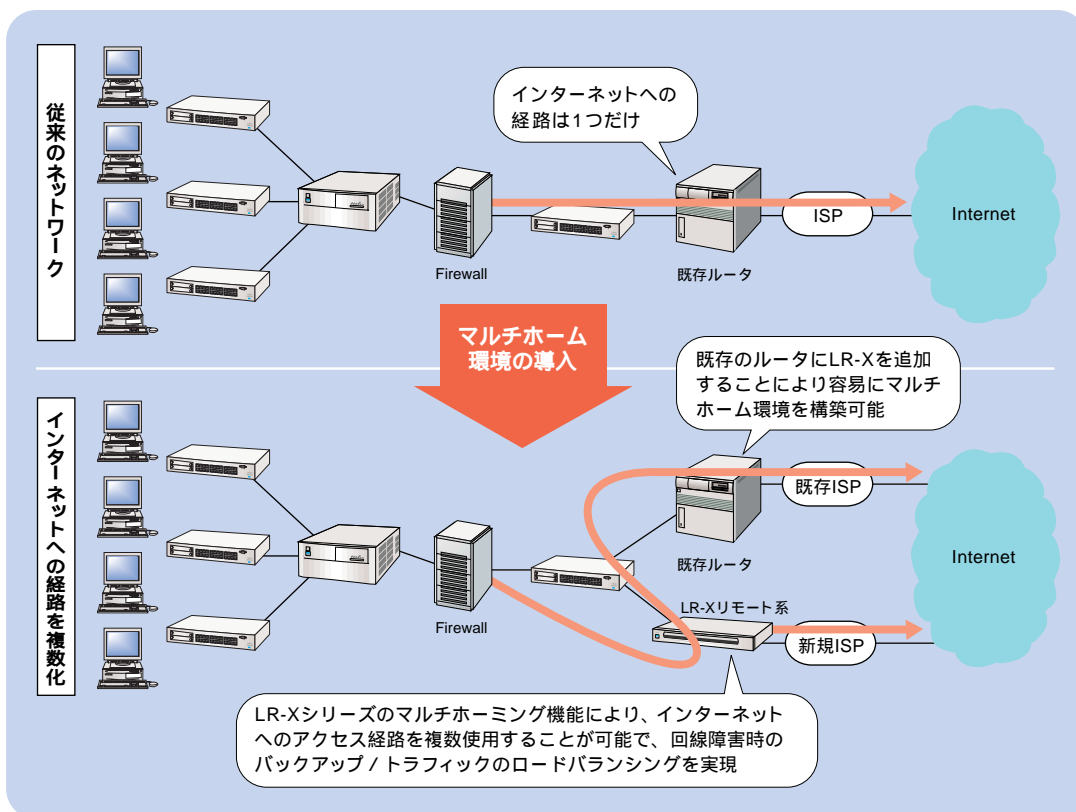 従来のネットワーク
インターネットへの
経路は1つだけ
ISP
Internet
Firewall
既存ルータ
マルチホーム
環境の導入
既存のルータにLR-Xを追加
することにより容易にマルチ
ホーム環境を構築可能
インターネットへの経路を複数化
既存ISP
既存ルータ
Internet
Firewall
LR-Xリモート系
新規ISP
LR-Xシリーズのマルチホーミング機能により、インターネット
へのアクセス経路を複数使用することが可能で、回線障害時の
バックアップ / トラフィックのロードバランシングを実現